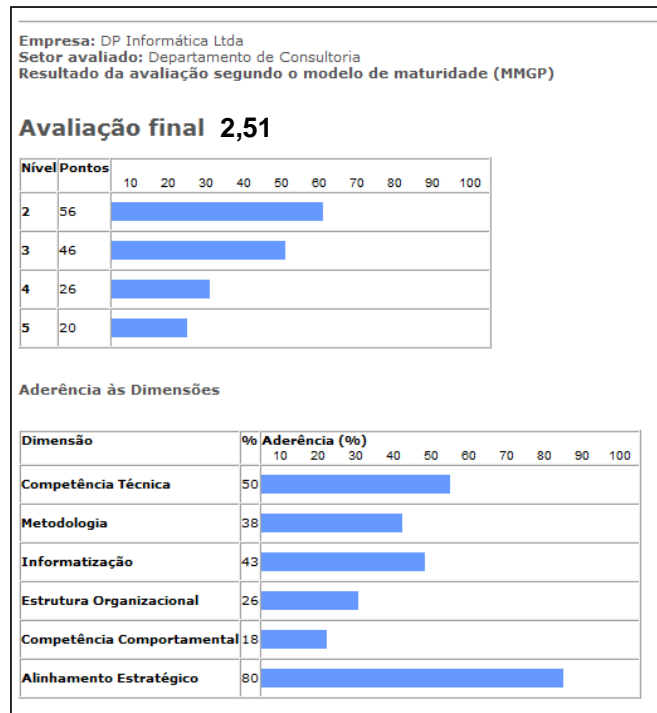 Empresa: DP Informática Ltda
Setor avaliado: Departamento de Consultoria
Resultado da avaliação segundo o modelo de maturidade (MMGP)
Avaliação final 2,51
Nível Pontos
10 20 30 40 50 60 70 80 90 100
2 56
3 46
4 26
5 20
Aderência às Dimensões
Dimensão % Aderência (%)
10 20 30 40 50 60 70 80 90 100
Competência Técnica 50
Metodologia 38
Informatização 43
Estrutura Organizacional 26
Competência Comportamental 18
Alinhamento Estratégico 80